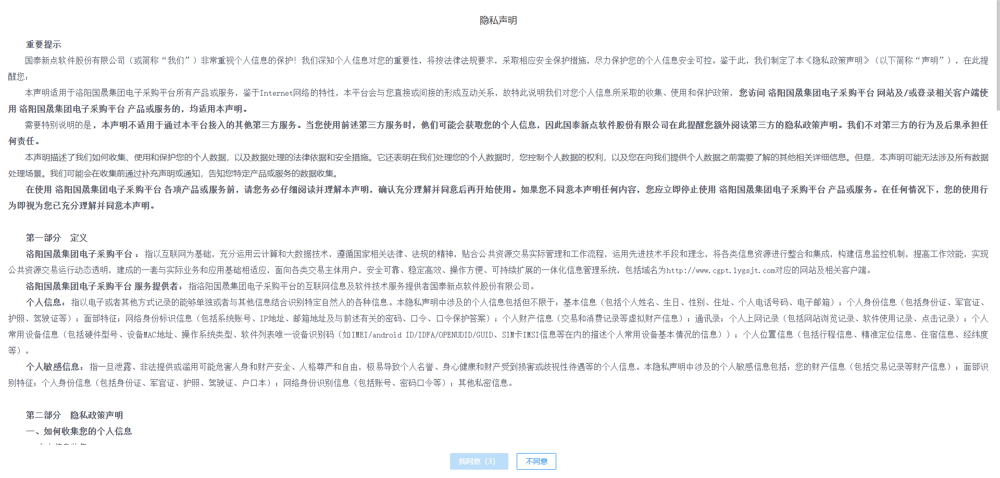 隐私声明
重要提示
国泰新点软件股份有限公司（或简称“我们”）非常重视个人信息的保护！我们深知个人信息对您的重要性，将按法律法规要求，采取相应安全保护措施，尽力保护您的个人信息安全可控。鉴于此，我们制定了本《隐私政策声明》（以下简称“声明”），在此提
醒您：
本声明适用于洛阳国晟集团电子采购平台所有产品或服务，鉴于Internet网络的特性，本平台会与您直接或间接的形成互动关系，故特此说明我们对您个人信息所采取的收集、使用和保护政策，您访问 洛阳国晟集团电子采购平台 网站及/或登录相关客户端使
用 洛阳国晟集团电子采购平台 产品或服务的，均适用本声明。
需要特别说明的是，本声明不适用于通过本平台接入的其他第三方服务。当您使用前述第三方服务时，他们可能会获取您的个人信息，因此国泰新点软件股份有限公司在此提醒您额外阅读第三方的隐私政策声明。我们不对第三方的行为及后果承担任
何责任。
本声明描述了我们如何收集、使用和保护您的个人数据，以及数据处理的法律依据和安全措施。它还表明在我们处理您的个人数据时，您控制个人数据的权利，以及您在向我们提供个人数据之前需要了解的其他相关详细信息。但是，本声明可能无法涉及所有数据
处理场景。我们可能会在收集前通过补充声明或通知，告知您特定产品或服务的数据收集。
在使用 洛阳国晟集团电子采购平台 各项产品或服务前，请您务必仔细阅读并理解本声明，确认充分理解并同意后再开始使用。如果您不同意本声明任何内容，您应立即停止使用 洛阳国晟集团电子采购平台 产品或服务。在任何情况下，您的使用行
为即视为您已充分理解并同意本声明。
第一部分　定义
洛阳国晟集团电子采购平台 ：指以互联网为基础，充分运用云计算和大数据技术，遵循国家相关法律、法规的精神，贴合公共资源交易实际管理和工作流程，运用先进技术手段和理念，将各类信息资源进行整合和集成，构建信息监控机制，提高工作效能，实现
公共资源交易运行动态透明，建成的一套与实际业务和应用基础相适应，面向各类交易主体用户，安全可靠、稳定高效、操作方便、可持续扩展的一体化信息管理系统，包括域名为http://www.cgpt.lygsjt.com对应的网站及相关客户端。
洛阳国晟集团电子采购平台 服务提供者：指洛阳国晟集团电子采购平台的互联网信息及软件技术服务提供者国泰新点软件股份有限公司。
个人信息：指以电子或者其他方式记录的能够单独或者与其他信息结合识别特定自然人的各种信息。本隐私声明中涉及的个人信息包括但不限于：基本信息（包括个人姓名、生日、性别、住址、个人电话号码、电子邮箱）；个人身份信息（包括身份证、军官证、
护照、驾驶证等）；面部特征；网络身份标识信息（包括系统账号、IP地址、邮箱地址及与前述有关的密码、口令、口令保护答案）；个人财产信息（交易和消费记录等虚拟财产信息）；通讯录；个人上网记录（包括网站浏览记录、软件使用记录、点击记录）；个人
常用设备信息（包括硬件型号、设备MAC地址、操作系统类型、软件列表唯一设备识别码（如IMEI/android ID/IDFA/OPENUDID/GUID、SIM卡IMSI信息等在内的描述个人常用设备基本情况的信息））；个人位置信息（包括行程信息、精准定位信息、住宿信息、经纬度
等）。
个人敏感信息：指一旦泄露、非法提供或滥用可能危害人身和财产安全、人格尊严和自由，极易导致个人名誉、身心健康和财产受到损害或歧视性待遇等的个人信息。本隐私声明中涉及的个人敏感信息包括：您的财产信息（包括交易记录等财产信息）；面部识
别特征；个人身份信息（包括身份证、军官证、护照、驾驶证、户口本）；网络身份识别信息（包括账号、密码口令等）；其他私密信息。
第二部分　隐私政策声明
一、如何收集您的个人信息
我同意（3）
不同意